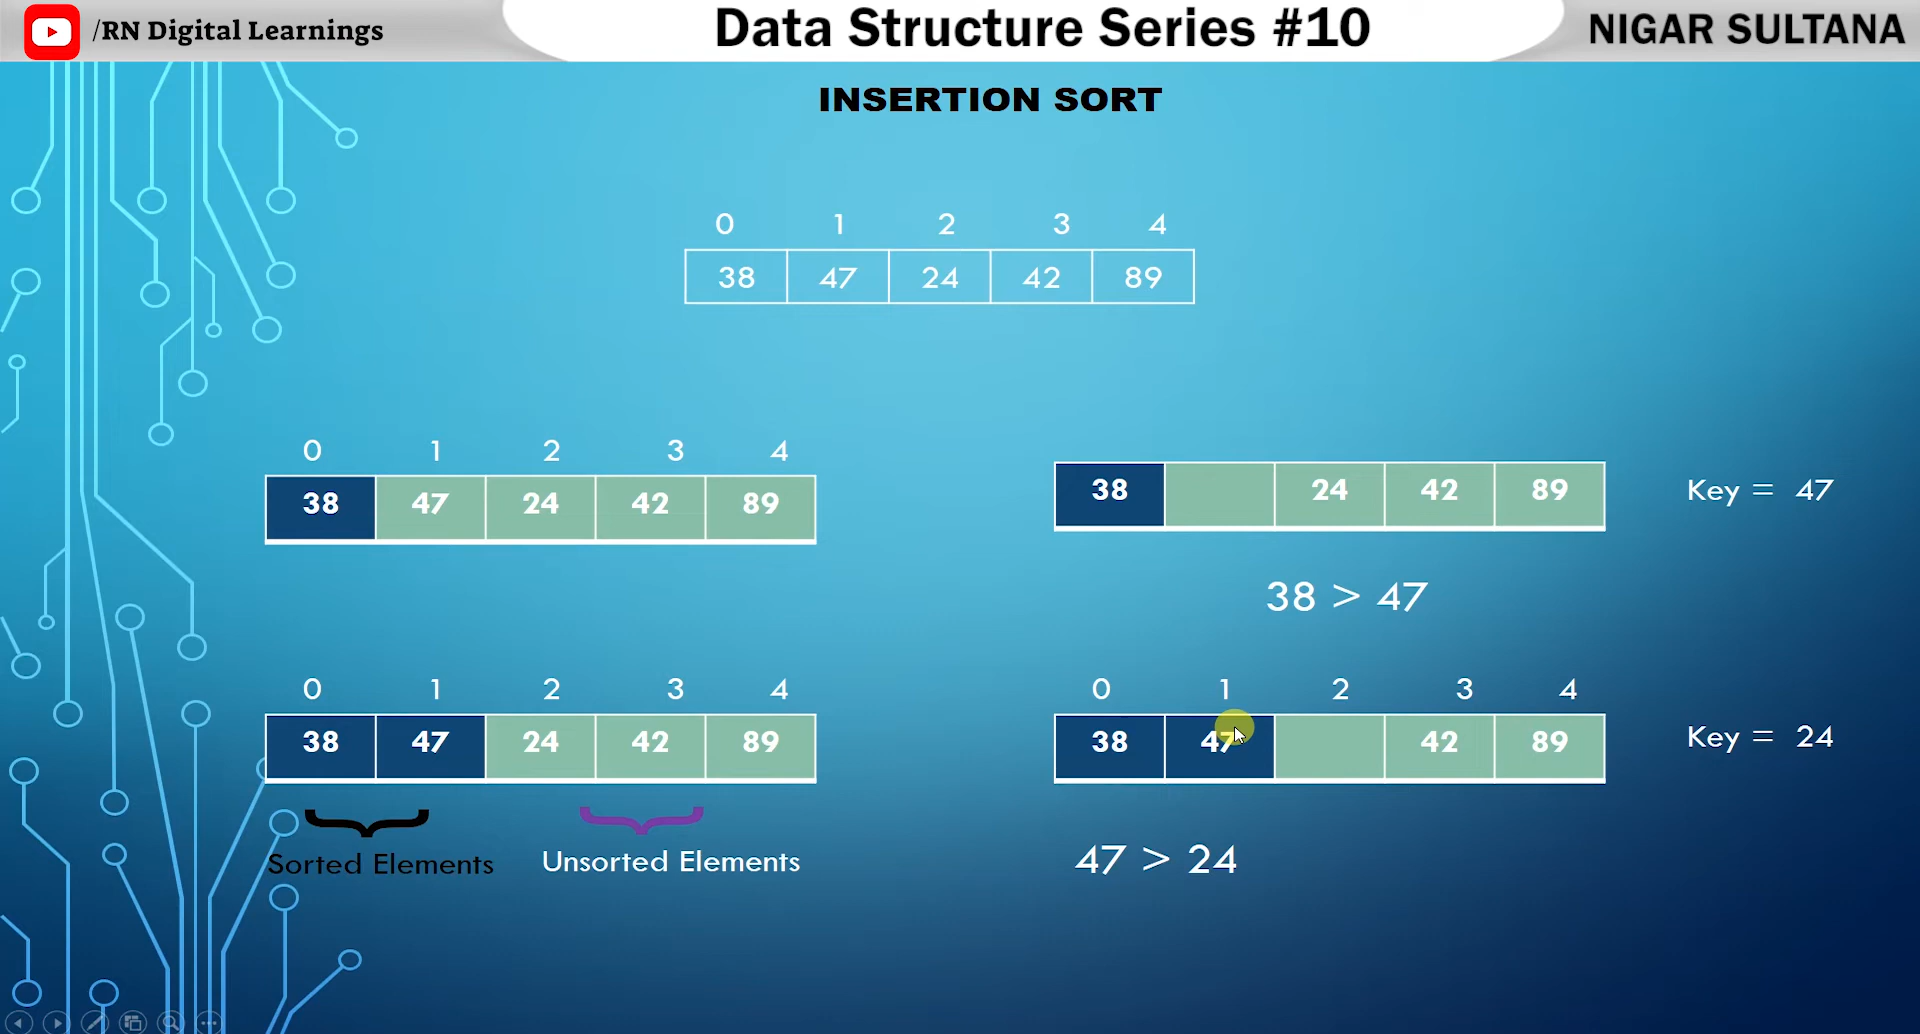 /RN Digital Learnings
Data Structure Series #10
NIGAR SULTANA
INSERTION SORT
0 1 2 3 4
38 47 24 42 89
0 1 2 3 4
38 47 24 42 89
38 24 42 89
Key = 47
38 > 47
0 1 2 3 4
38 47 24 42 89
Sorted Elements
Unsorted Elements
0 1 2 3 4
38 47 42 89
Key = 24
47 > 24